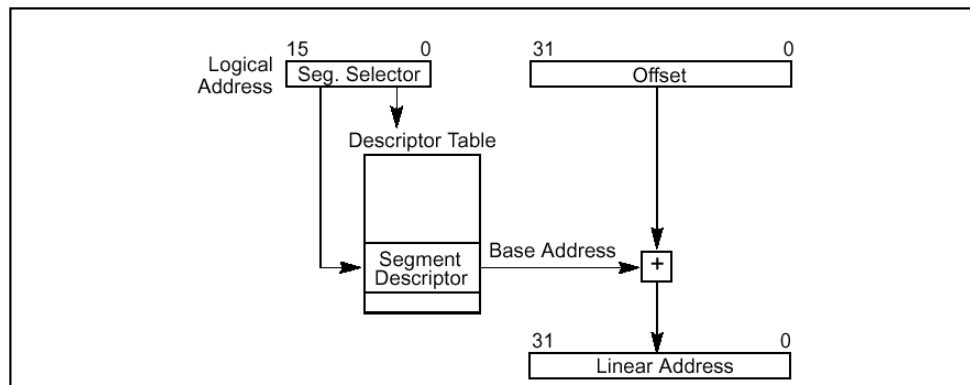 15 0
31 0
Logical
Address
Seg. Selector
Offset
Descriptor Table
Segment
Descriptor
Base Address
+
31 0
Linear Address